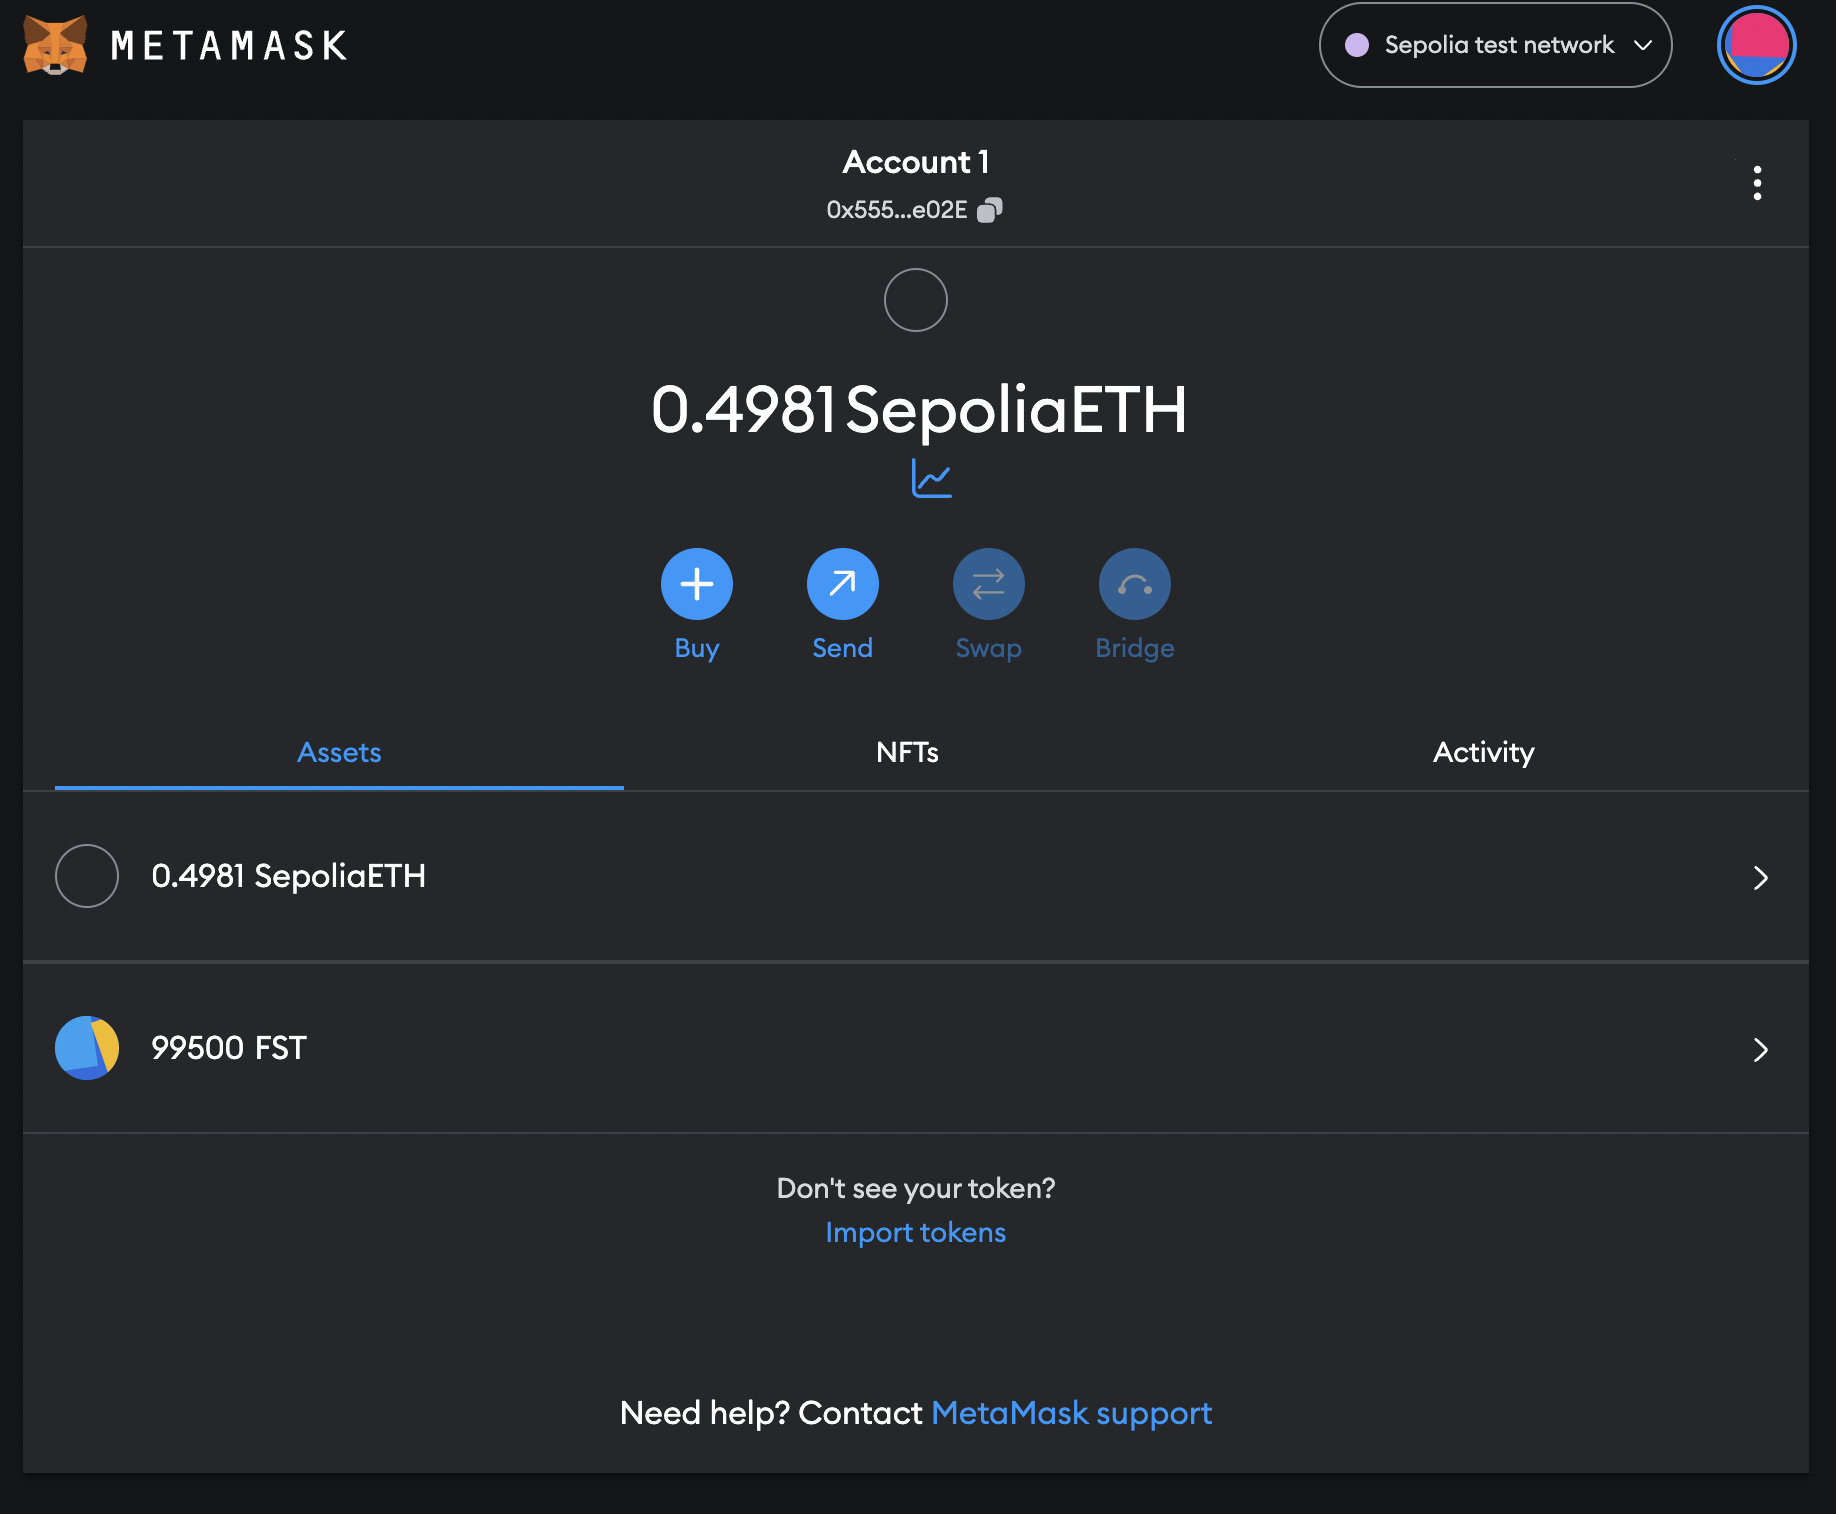 METAMASK
Sepolia test network
Account 1
0x555...e02E
0.4981 SepoliaETH
Buy
Send
Swap
Bridge
Assets
NFTs
Activity
0.4981 SepoliaETH
99500 FST
Don't see your token?
Import tokens
Need help? Contact MetaMask support